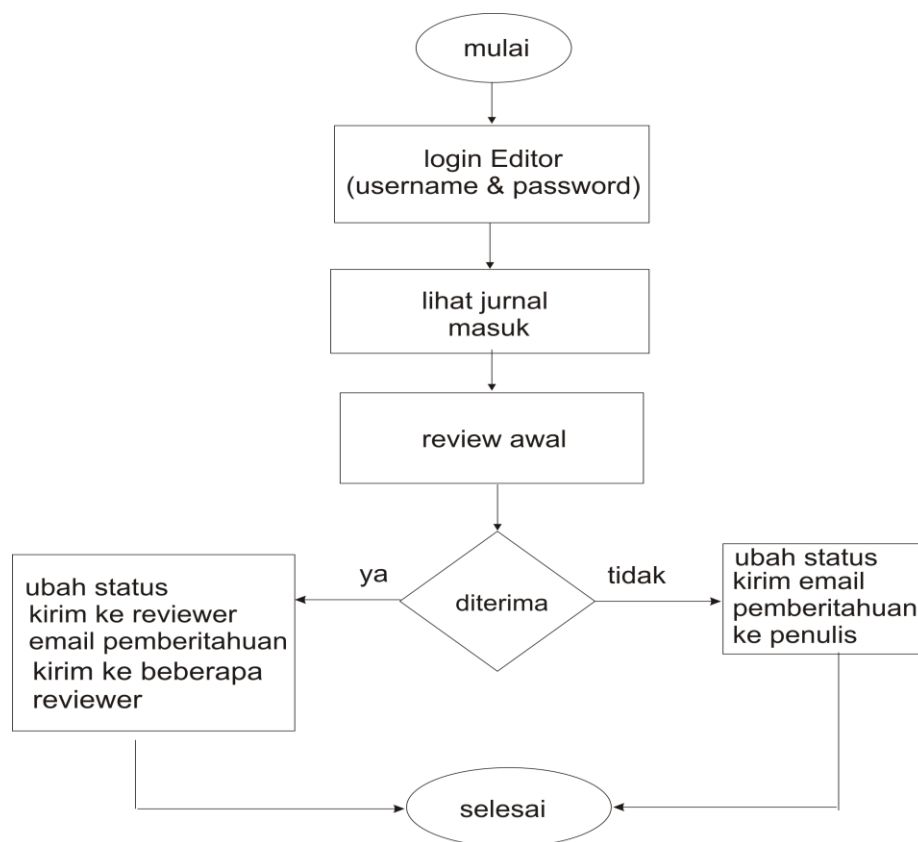 mulai
login Editor
(username & password)
lihat jurnal
masuk
review awal
diterima
ya
tidak
ubah status
kirim ke reviewer
email pemberitahuan
kirim ke beberapa
reviewer
ubah status
kirim email
pemberitahuan
ke penulis
selesai